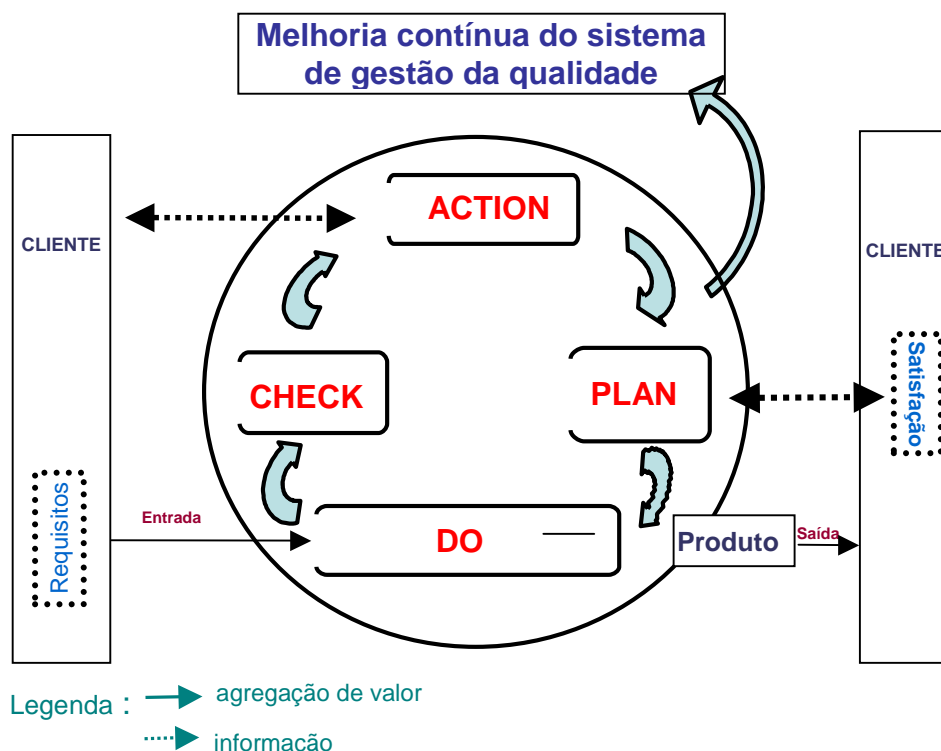 Melhoria contínua do sistema
de gestão da qualidade
ACTION
CLIENTE
CLIENTE
CHECK
PLAN
Satisfação
Requisitos
Entrada
DO
Produto
Saída
Legenda :
agregação de valor
informação